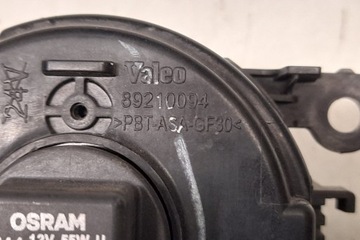 Valeo
89210094
>PBT-ASA-GF30<
OSRAM
12V 55W